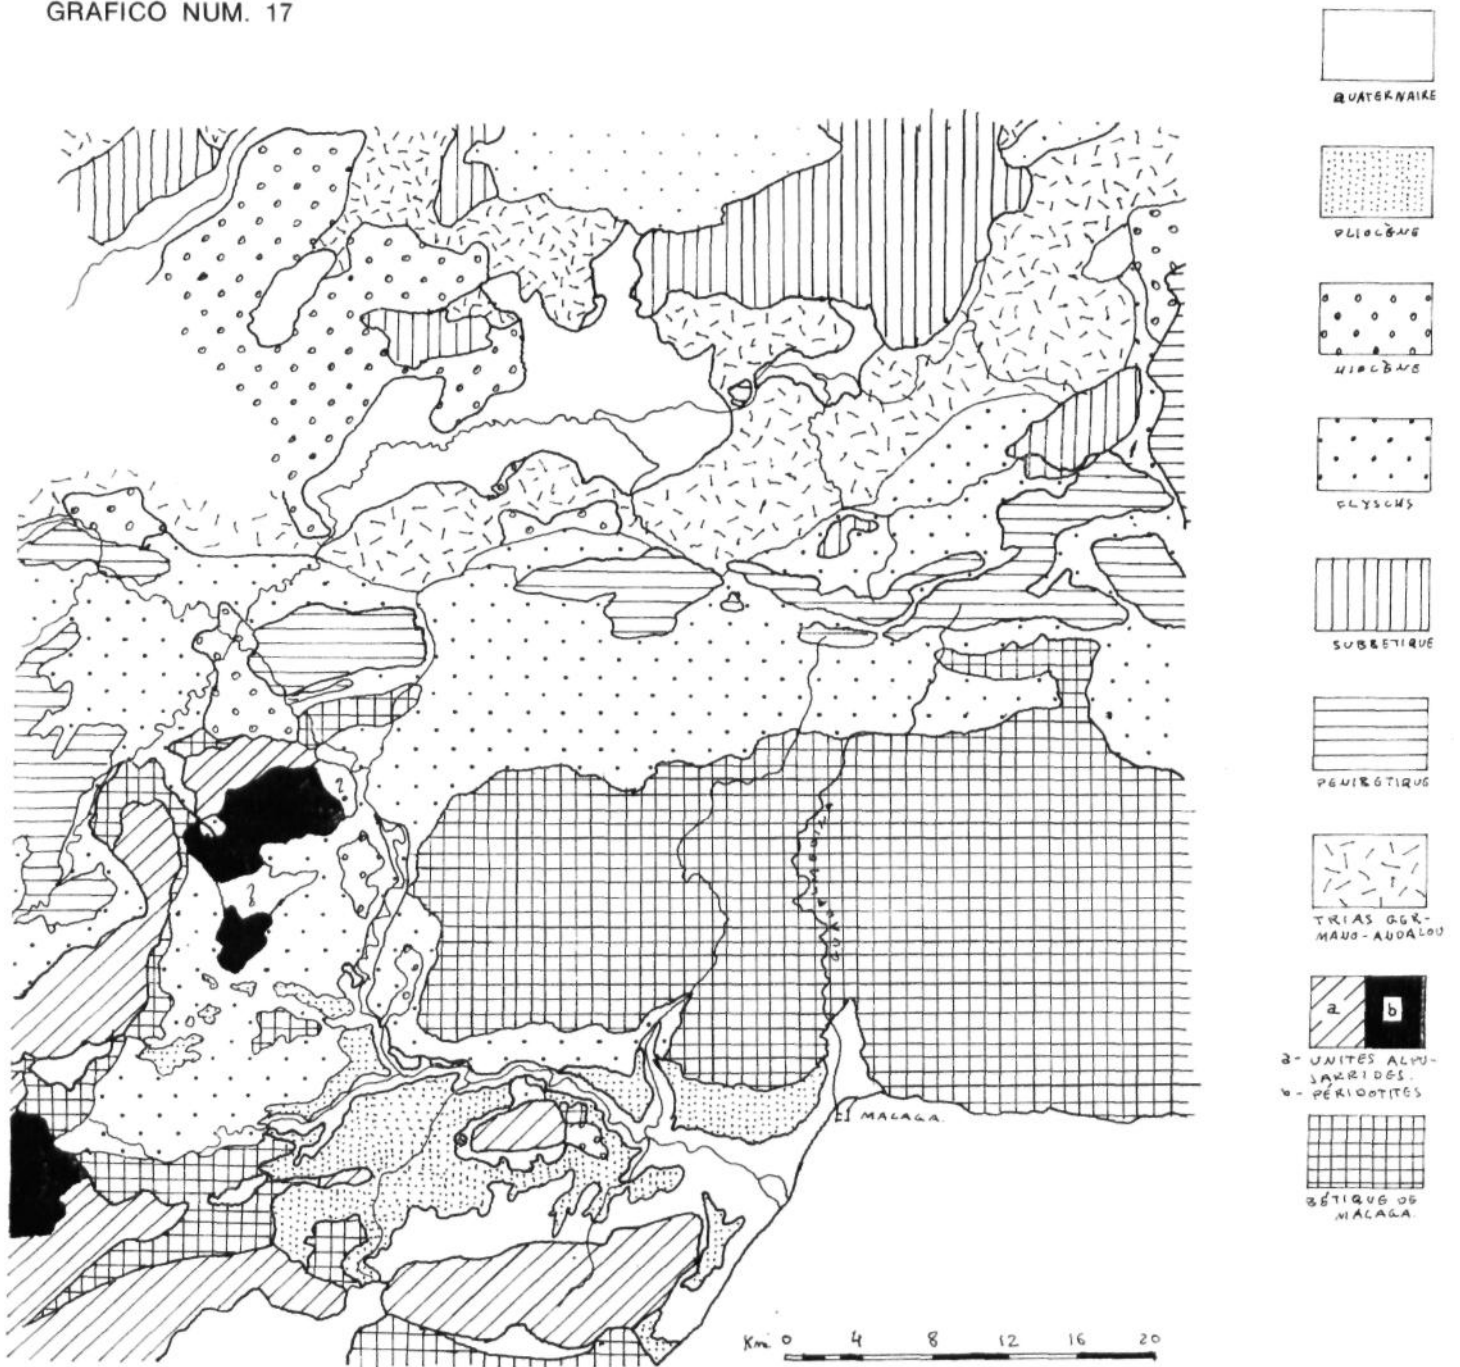 GRAFICO NUM. 17
QUATERNAIRE
PLIOCÈNE
MIOCÈNE
FLYSCHS
SUBBETIQUE
PENIBETIQUE
TRIAS GER-
MANO-ANDALOU
a b
a - UNITES ALPU-
JARRIDES.
b - PÉRIDOTITES
BÉTIQUE DE
MALAGA.
?
?
MALAGA.
Km. 0 4 8 12 16 20